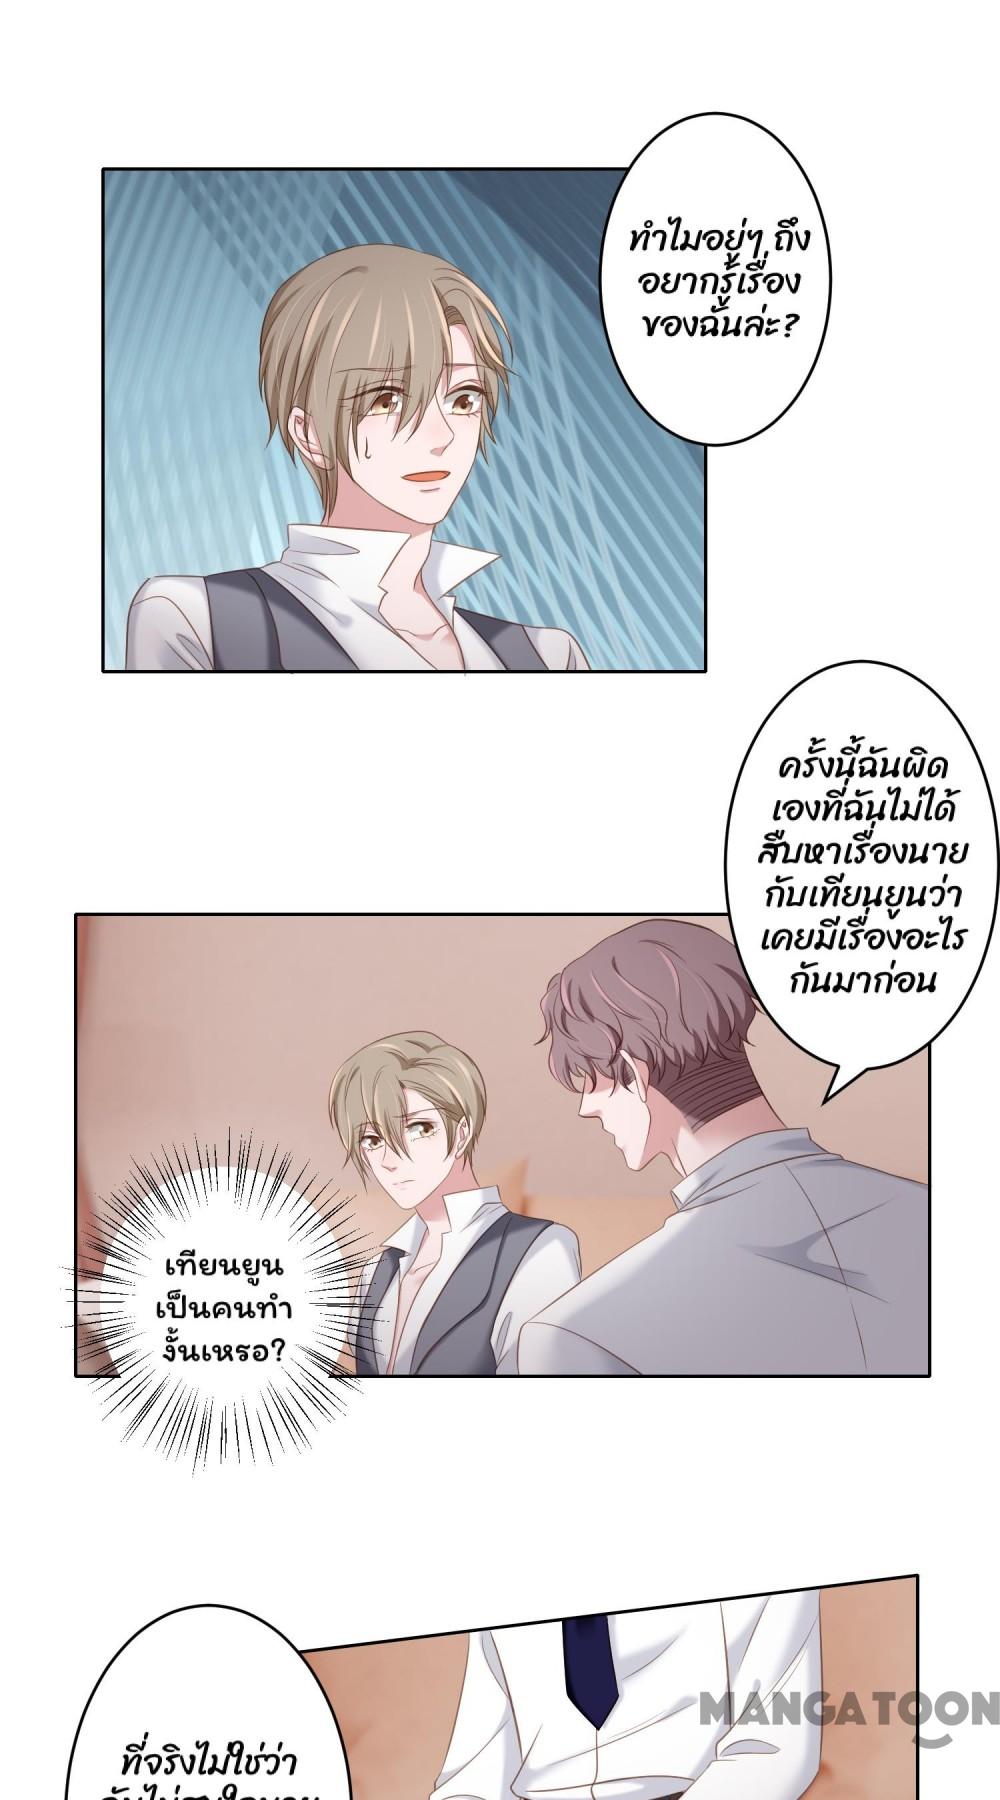 ทำไมอยู่ๆ ถึง
อยากรู้เรื่อง
ของฉันล่ะ?
ครั้งนี้ฉันผิด
เองที่ฉันไม่ได้
สืบหาเรื่องนาย
กับเทียนยูนว่า
เคยมีเรื่องอะไร
กันมาก่อน
เทียนยูน
เป็นคนทำ
งั้นเหรอ?
MANGATOON
ที่จริงไม่ใช่ว่า